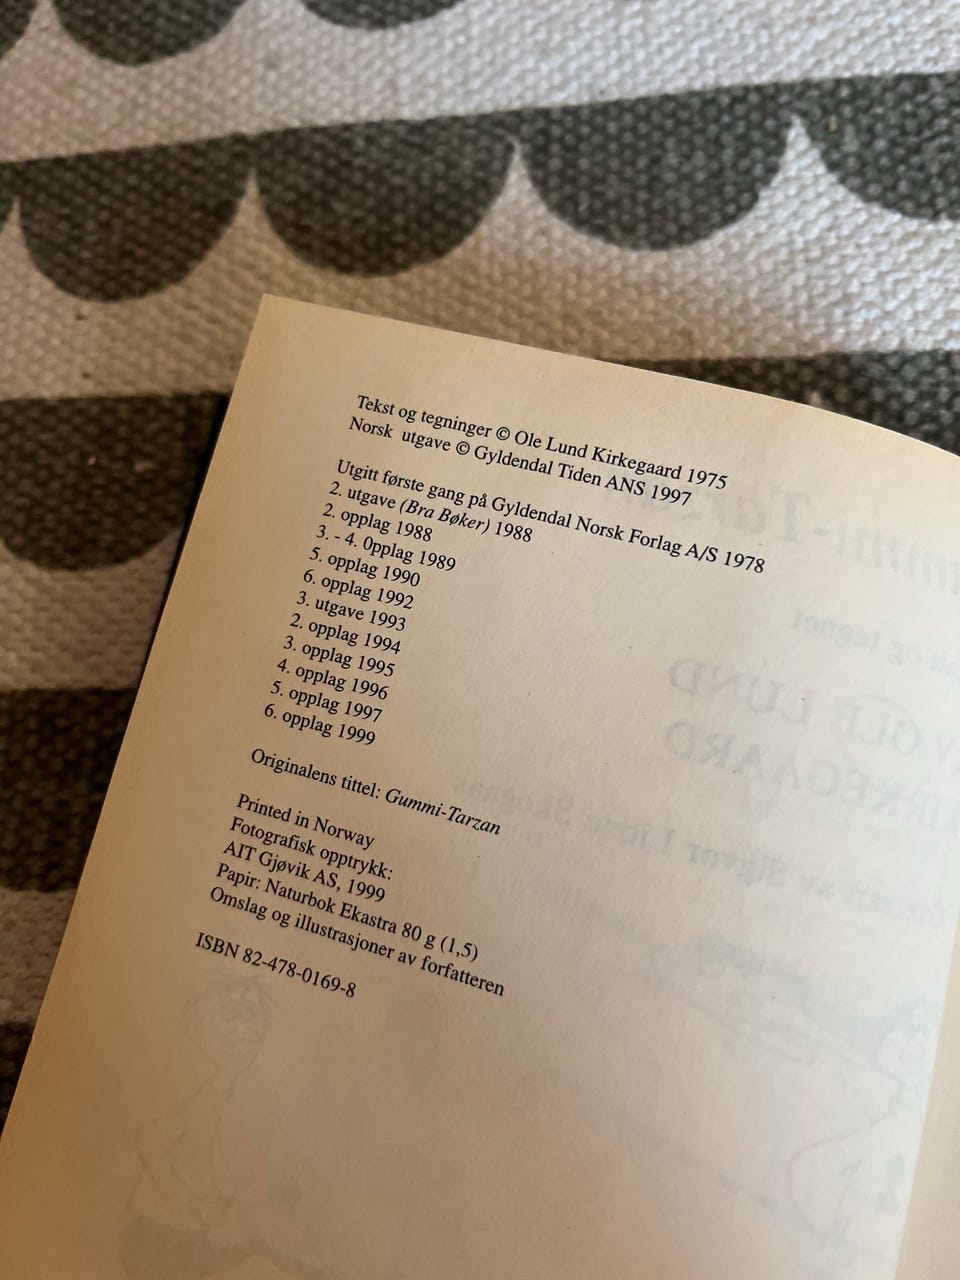 Tekst og tegninger © Ole Lund Kirkegaard 1975
Norsk utgave © Gyldendal Tiden ANS 1997
Utgitt første gang på Gyldendal Norsk Forlag A/S 1978
2. utgave (Bra Bøker) 1988
2. opplag 1988
3. - 4. Opplag 1989
5. opplag 1990
6. opplag 1992
3. utgave 1993
2. opplag 1994
3. opplag 1995
4. opplag 1996
5. opplag 1997
6. opplag 1999
Originalens tittel: Gummi-Tarzan
Printed in Norway
Fotografisk opptrykk:
AIT Gjøvik AS, 1999
Papir: Naturbok Ekastra 80 g (1,5)
Omslag og illustrasjoner av forfatteren
ISBN 82-478-0169-8